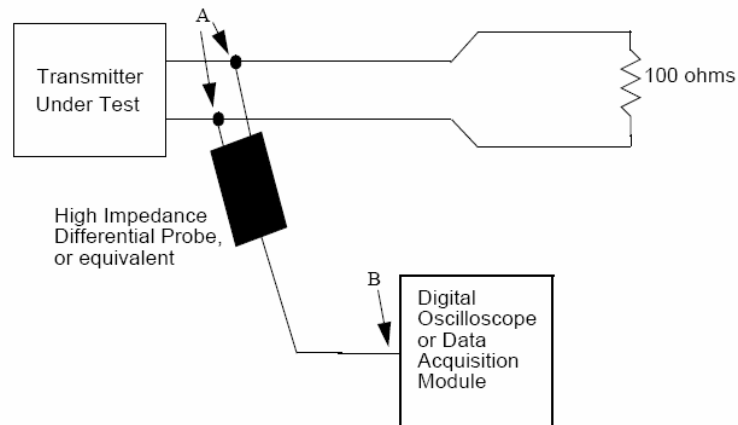 A
Transmitter
Under Test
100 ohms
High Impedance
Differential Probe,
or equivalent
B
Digital
Oscilloscope
or Data
Acquisition
Module